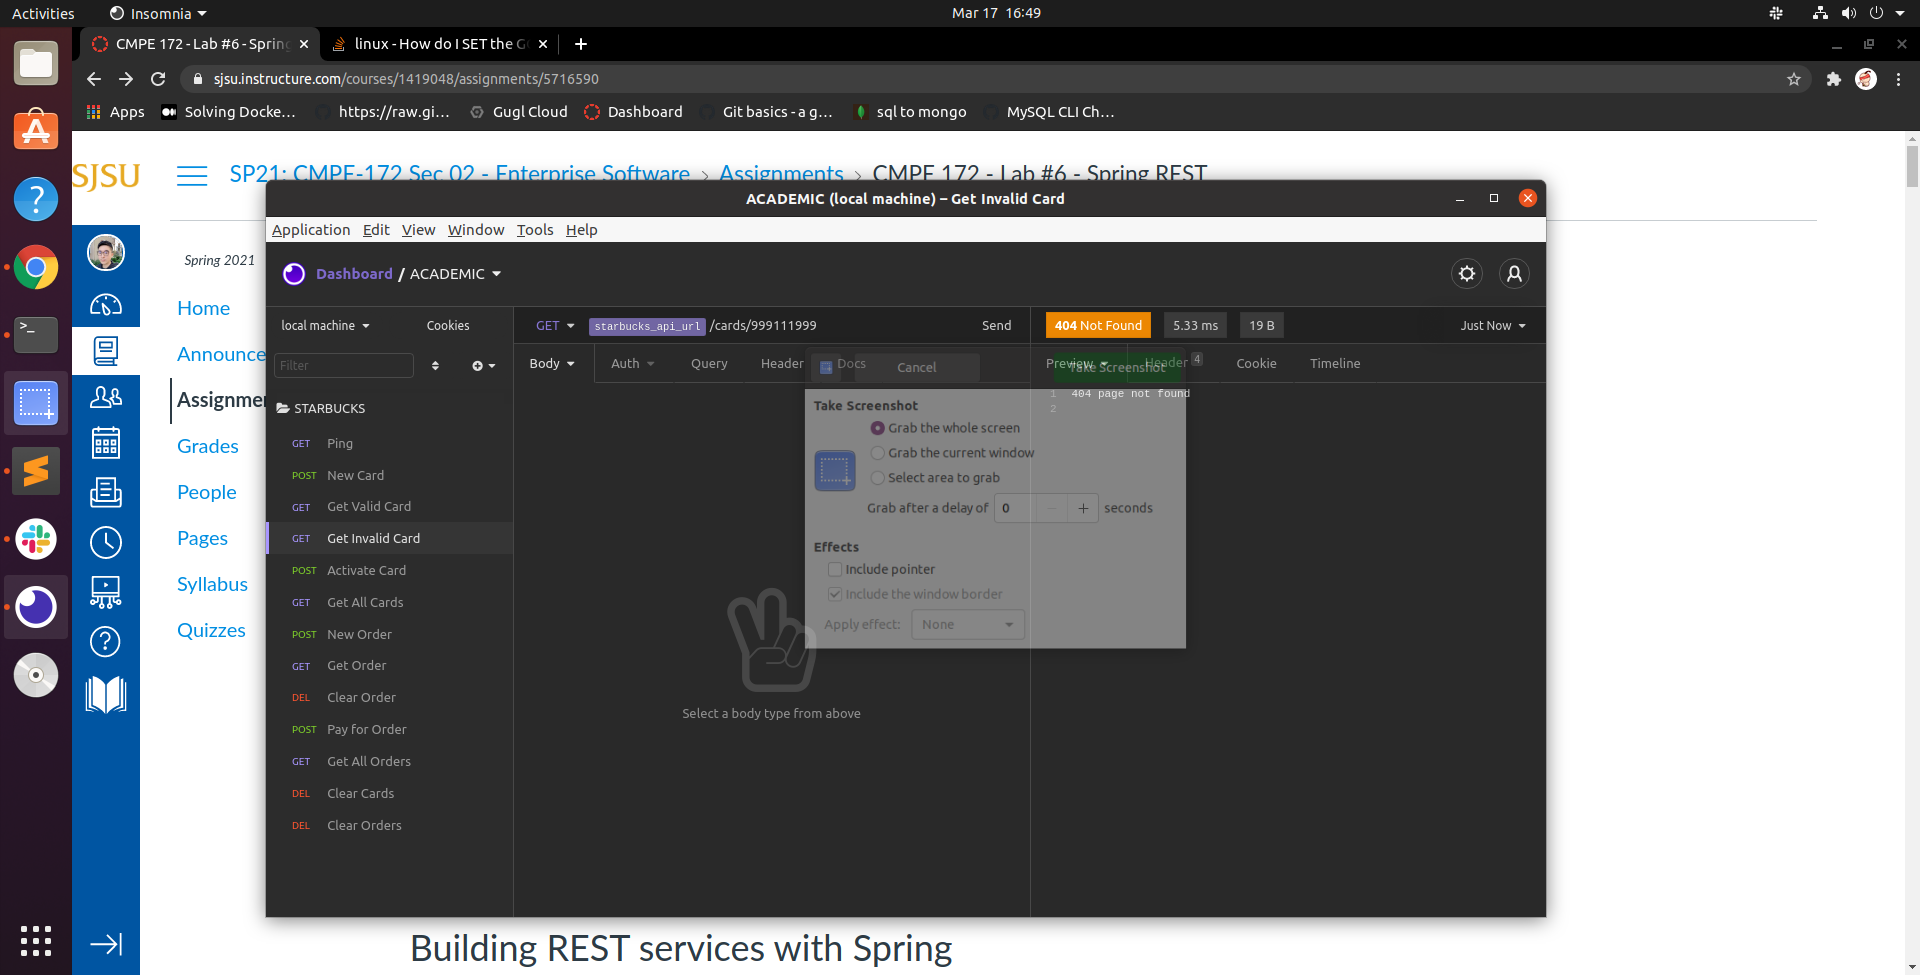 Activities
Insomnia
Mar 17 16:49
CMPE 172 - Lab #6 - Spring
linux - How do I SET the G
sjsu.instructure.com/courses/1419048/assignments/5716590
Apps
Solving Docke...
https://raw.gi...
Gugl Cloud
Dashboard
Git basics - a g...
sql to mongo
MySQL CLI Ch...
SJSU
SP21: CMPE-172 Sec 02 - Enterprise Software
Assignments
CMPE 172 - Lab #6 - Spring REST
Spring 2021
Home
Announce
Assignme
Grades
People
Pages
Syllabus
Quizzes
ACADEMIC (local machine) – Get Invalid Card
Application Edit View Window Tools Help
Dashboard / ACADEMIC
local machine
Cookies
Filter
STARBUCKS
GET Ping
POST New Card
GET Get Valid Card
GET Get Invalid Card
POST Activate Card
GET Get All Cards
POST New Order
GET Get Order
DEL Clear Order
POST Pay for Order
GET Get All Orders
DEL Clear Cards
DEL Clear Orders
GET starbucks_api_url /cards/999111999
Send
Body Auth Query Header Docs
Select a body type from above
404 Not Found 5.33 ms 19 B
Just Now
Preview Header 4 Cookie Timeline
1 404 page not found
2
Cancel
Take Screenshot
Take Screenshot
Grab the whole screen
Grab the current window
Select area to grab
Grab after a delay of 0 - + seconds
Effects
Include pointer
Include the window border
Apply effect: None
Building REST services with Spring